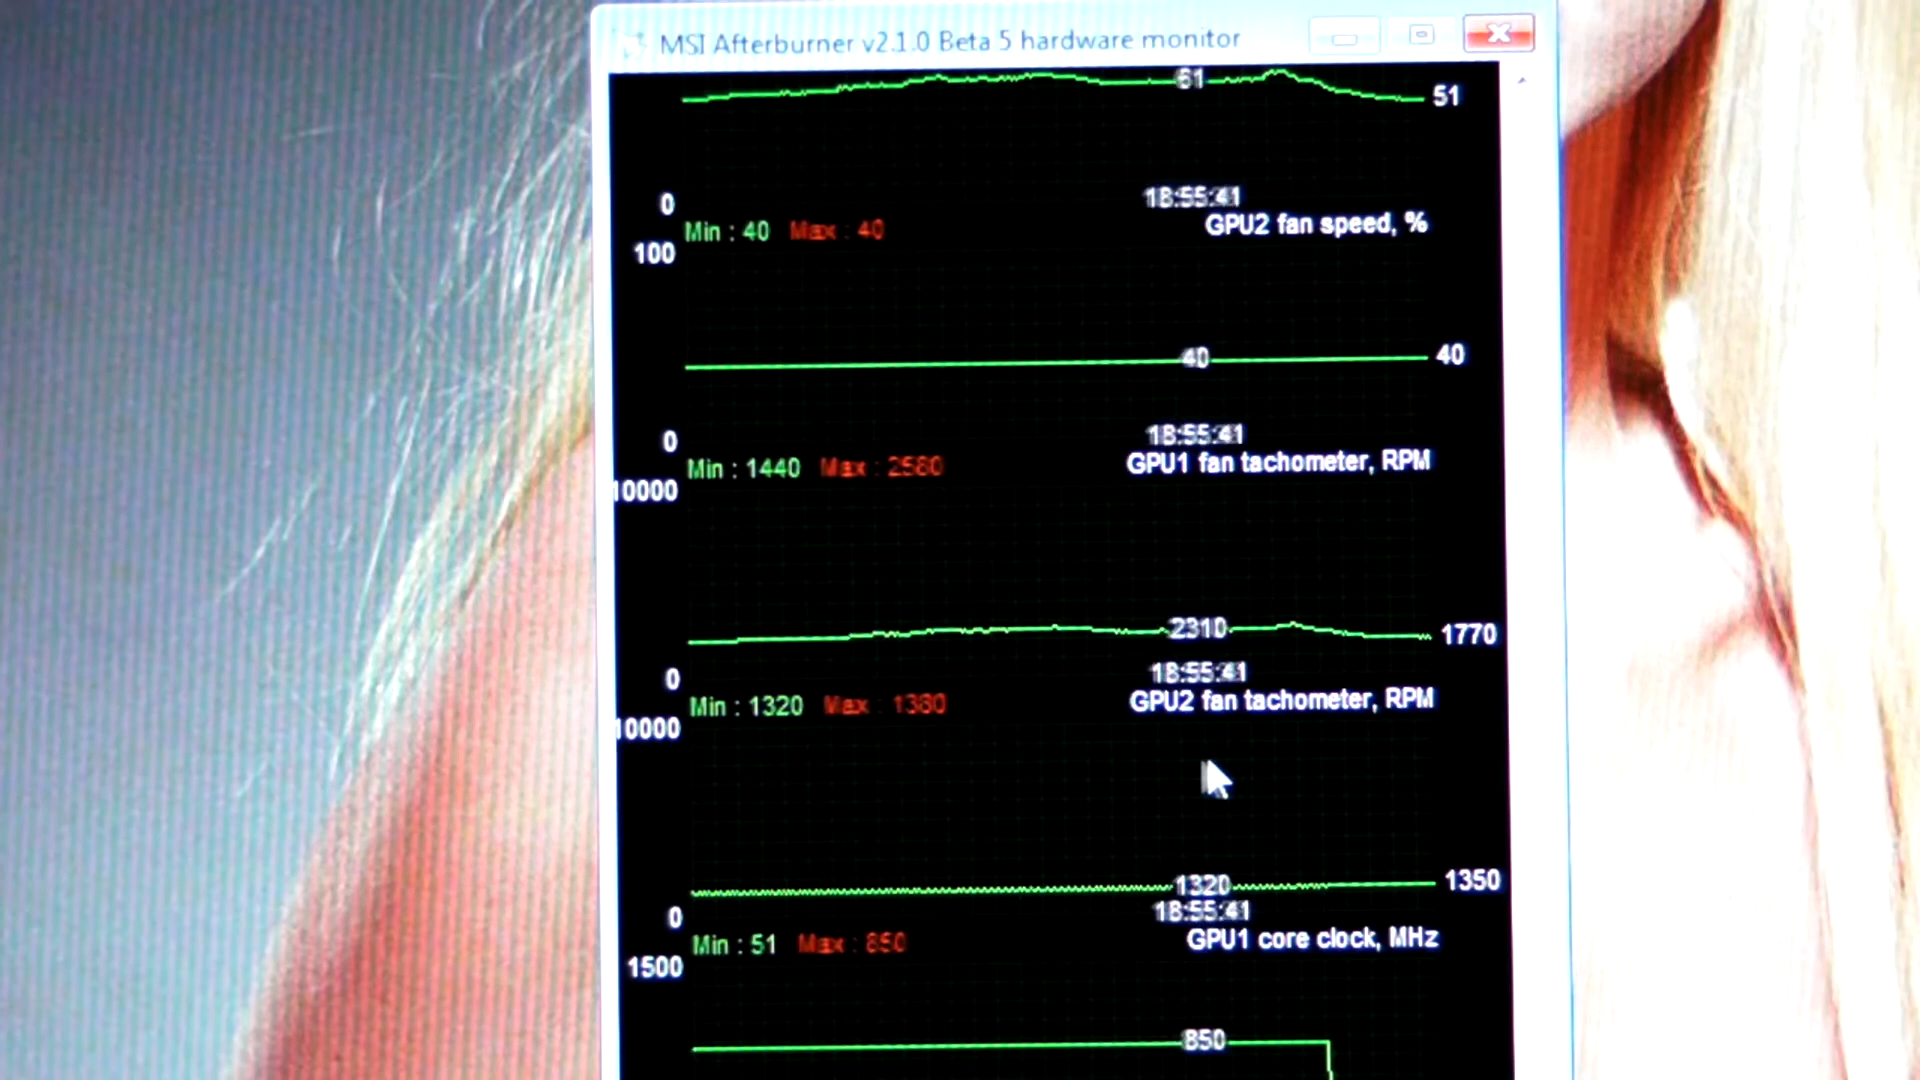 MSI Afterburner v2.1.0 Beta 5 hardware monitor
61
51
0
18:55:41
Min : 40 Max : 40
GPU2 fan speed, %
100
40
40
0
18:55:41
Min : 1440 Max : 2580
GPU1 fan tachometer, RPM
10000
2310
1770
0
18:55:41
Min : 1320 Max : 1380
GPU2 fan tachometer, RPM
10000
1320
1350
0
18:55:41
Min : 51 Max : 850
GPU1 core clock, MHz
1500
850